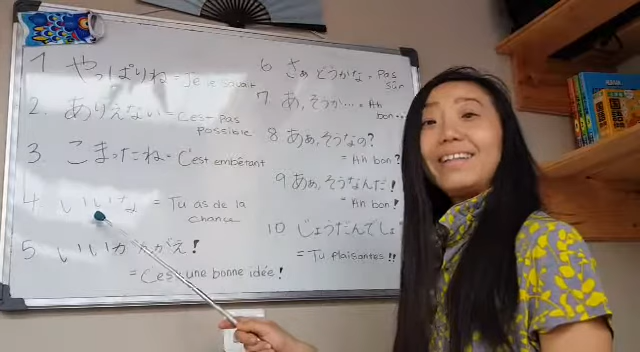 1 やっぱりね = Je le savait
2. ありえない = Ces- pas
possible
3. こまったね = C'est embêtant
4 いいな = Tu as de la
chance
5 いいかんがえ!
= C'est une bonne idée!
6 さぁ どうかな = Pas
sûr
7 あ, そうか... = Ah
bon..
8. あぁ, そうなの?
= Ah bon?
9 あぁ, そうなんだ!
= Ah bon!
10 じょうだんでしょ
= Tu plaisantes!!